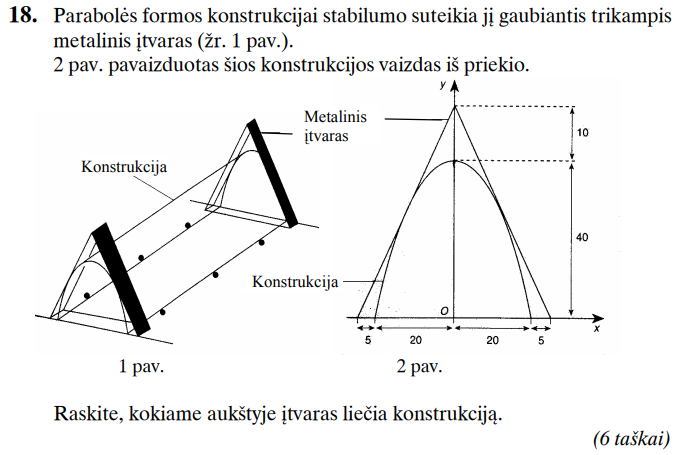 18. Parabolės formos konstrukcijai stabilumo suteikia jį gaubiantis trikampis
metalinis įtvaras (žr. 1 pav.).
2 pav. pavaizduotas šios konstrukcijos vaizdas iš priekio.
Metalinis
įtvaras
Konstrukcija
1 pav.
y
10
40
Konstrukcija
O
x
5 20 20 5
2 pav.
Raskite, kokiame aukštyje įtvaras liečia konstrukciją.
(6 taškai)